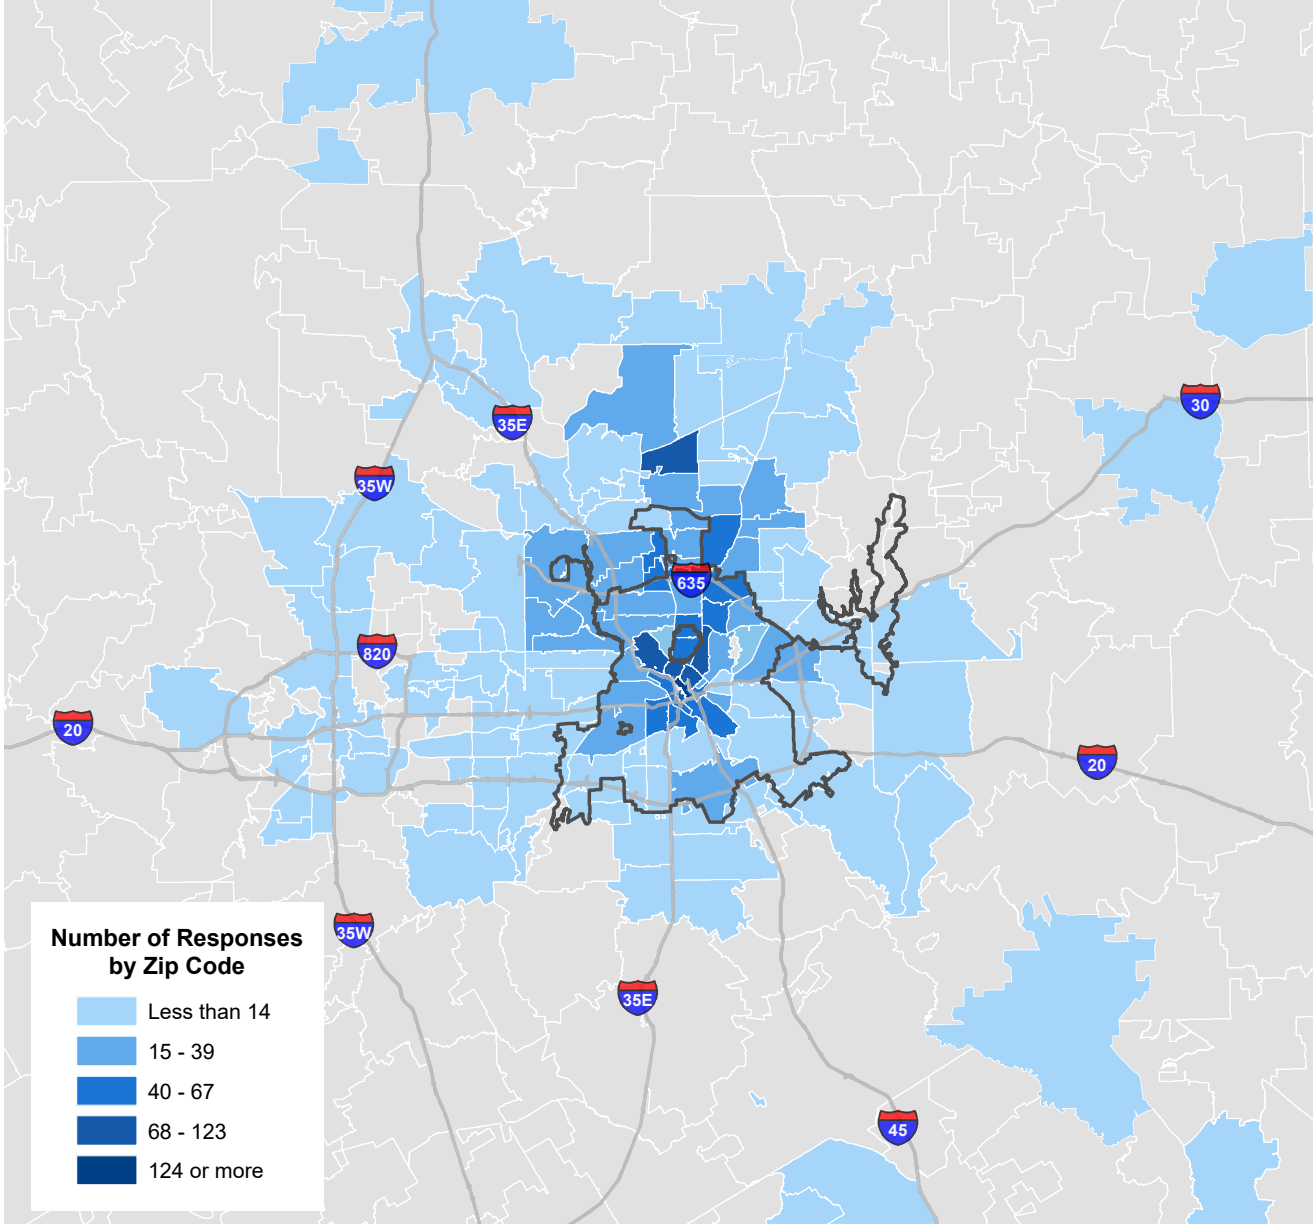 35E
30
35W
635
820
20
20
35W
35E
45
Number of Responses
by Zip Code
Less than 14
15 - 39
40 - 67
68 - 123
124 or more